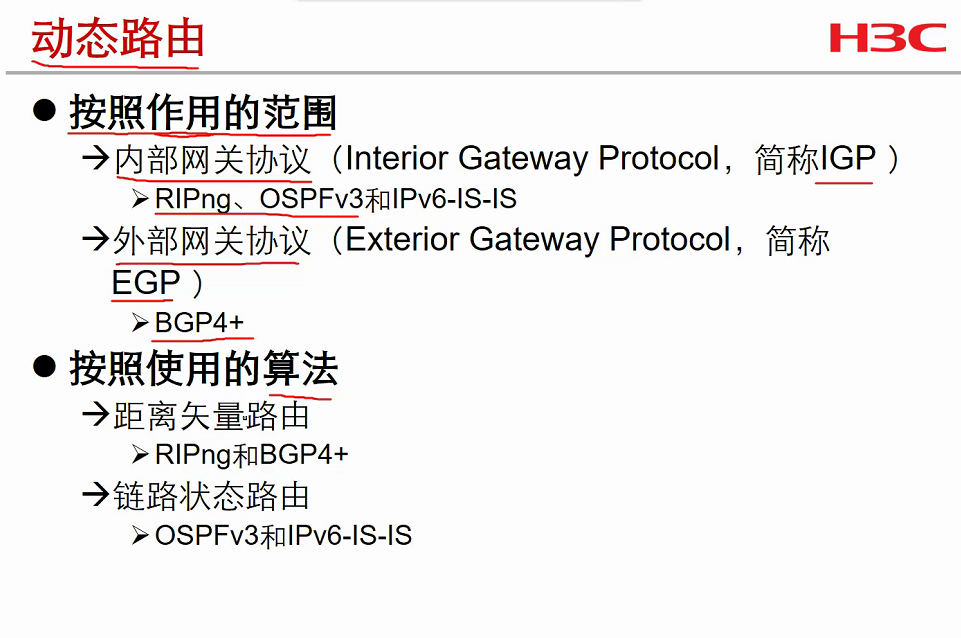 动态路由
H3C
● 按照作用的范围
→内部网关协议（Interior Gateway Protocol，简称IGP ）
➢RIPng、OSPFv3和IPv6-IS-IS
→外部网关协议（Exterior Gateway Protocol，简称
EGP ）
➢BGP4+
● 按照使用的算法
→距离矢量路由
➢RIPng和BGP4+
→链路状态路由
➢OSPFv3和IPv6-IS-IS